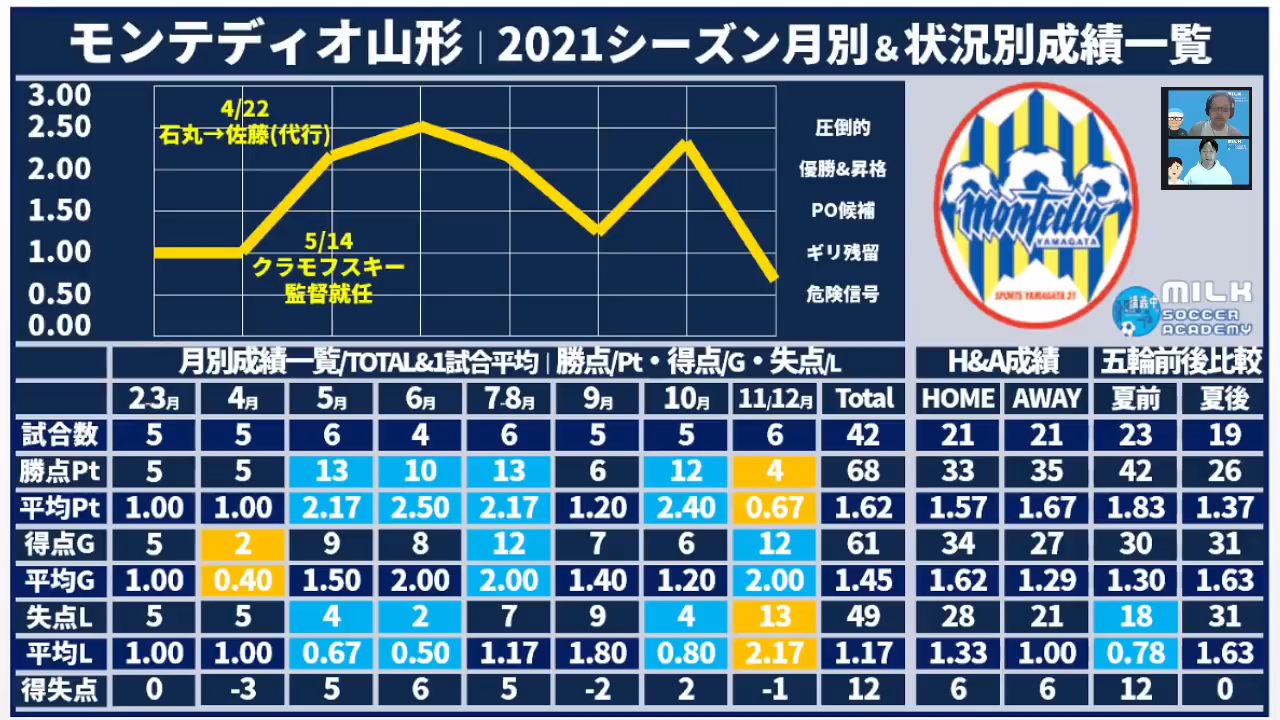 モンテディオ山形|2021シーズン月別&状況別成績一覧
3.00
2.50
2.00
1.50
1.00
0.50
0.00
4/22
石丸→佐藤(代行)
5/14
クラモフスキー
監督就任
圧倒的
優勝&昇格
PO候補
ギリ残留
危険信号
Montedio
YAMAGATA
SPORTS YAMAGATA 21
講義中
MILK
SOCCER
ACADEMY
月別成績一覧/TOTAL&1試合平均|勝点/Pt・得点/G・失点/L H&A成績 五輪前後比較
2-3月 4月 5月 6月 7-8月 9月 10月 11/12月 Total HOME AWAY 夏前 夏後
試合数 5 5 6 4 6 5 5 6 42 21 21 23 19
勝点Pt 5 5 13 10 13 6 12 4 68 33 35 42 26
平均Pt 1.00 1.00 2.17 2.50 2.17 1.20 2.40 0.67 1.62 1.57 1.67 1.83 1.37
得点G 5 2 9 8 12 7 6 12 61 34 27 30 31
平均G 1.00 0.40 1.50 2.00 2.00 1.40 1.20 2.00 1.45 1.62 1.29 1.30 1.63
失点L 5 5 4 2 7 9 4 13 49 28 21 18 31
平均L 1.00 1.00 0.67 0.50 1.17 1.80 0.80 2.17 1.17 1.33 1.00 0.78 1.63
得失点 0 -3 5 6 5 -2 2 -1 12 6 6 12 0